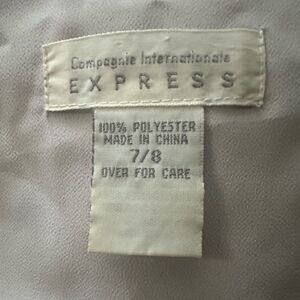 Compagnie Internationale
EXPRESS
100% POLYESTER
MADE IN CHINA
7/8
OVER FOR CARE